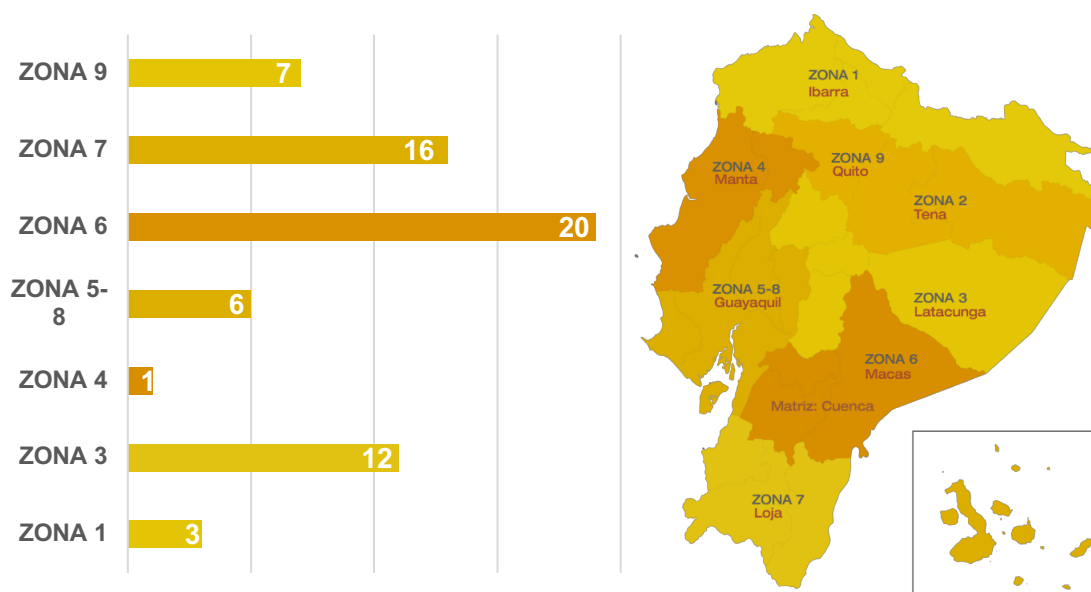 ZONA 9
7
ZONA 7
16
ZONA 6
20
ZONA 5-
8
6
ZONA 4
1
ZONA 3
12
ZONA 1
3
ZONA 1
Ibarra
ZONA 4
Manta
ZONA 9
Quito
ZONA 2
Tena
ZONA 5-8
Guayaquil
ZONA 3
Latacunga
ZONA 6
Macas
Matriz: Cuenca
ZONA 7
Loja